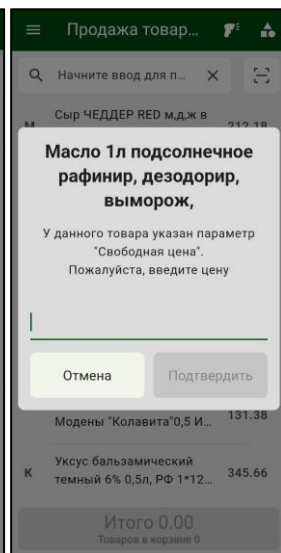 Продажа товар...
Начните ввод для п...
Сыр ЧЕДДЕР RED м,д,ж в
М
212.18
Масло 1л подсолнечное
рафинир, дезодорир,
выморож,
У данного товара указан параметр
"Свободная цена".
Пожалуйста, введите цену
Отмена
Подтвердить
Модены "Колавита"0,5 И...
131.38
Уксус бальзамический
К
темный 6% 0,5л, РФ 1*12...
345.66
Итого 0.00
Товаров в корзине 0